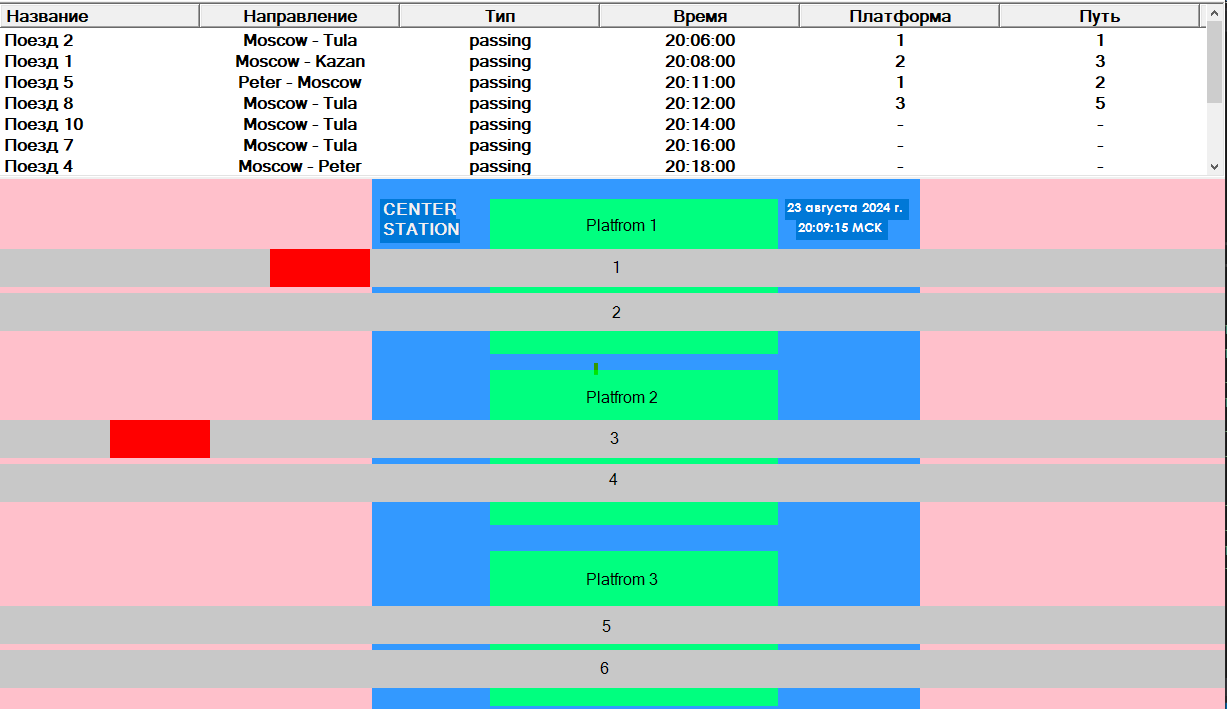 Название Направление Тип Время Платформа Путь
Поезд 2 Moscow - Tula passing 20:06:00 1 1
Поезд 1 Moscow - Kazan passing 20:08:00 2 3
Поезд 5 Peter - Moscow passing 20:11:00 1 2
Поезд 8 Moscow - Tula passing 20:12:00 3 5
Поезд 10 Moscow - Tula passing 20:14:00 - -
Поезд 7 Moscow - Tula passing 20:16:00 - -
Поезд 4 Moscow - Peter passing 20:18:00 - -
CENTER
STATION
Platfrom 1
23 августа 2024 г.
20:09:15 МСК
1
2
Platfrom 2
3
4
Platfrom 3
5
6